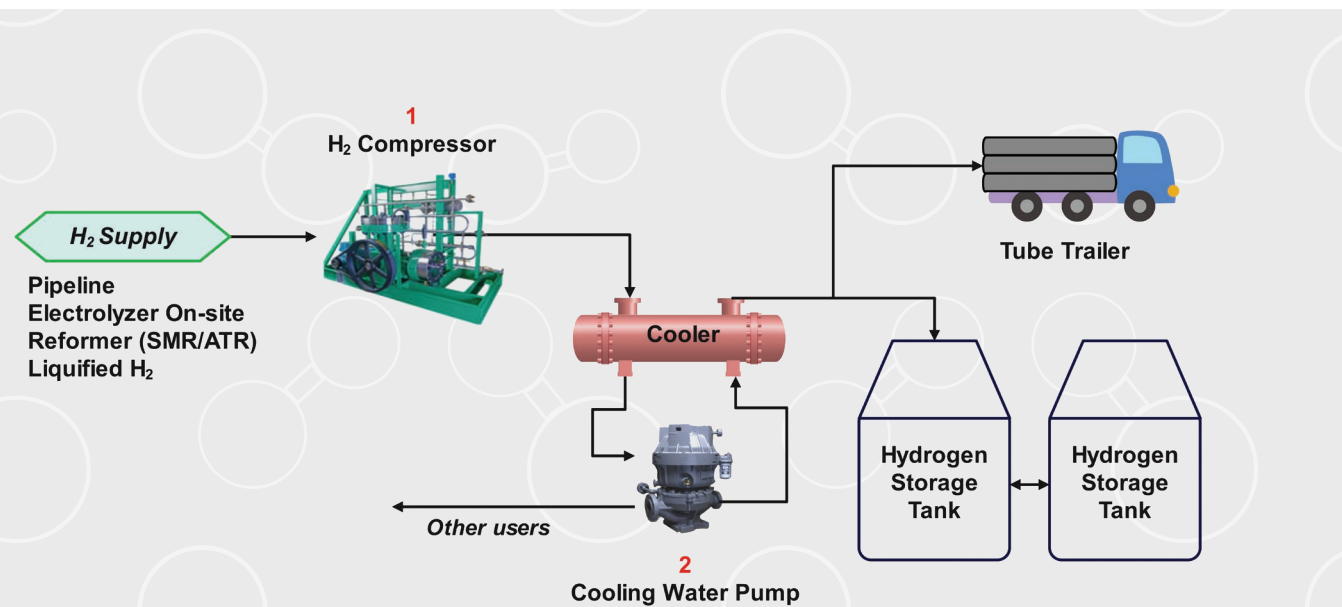 1
H₂ Compressor
H₂ Supply
Pipeline
Electrolyzer On-site
Reformer (SMR/ATR)
Liquified H₂
Tube Trailer
Cooler
Hydrogen
Storage
Tank
Hydrogen
Storage
Tank
Other users
2
Cooling Water Pump